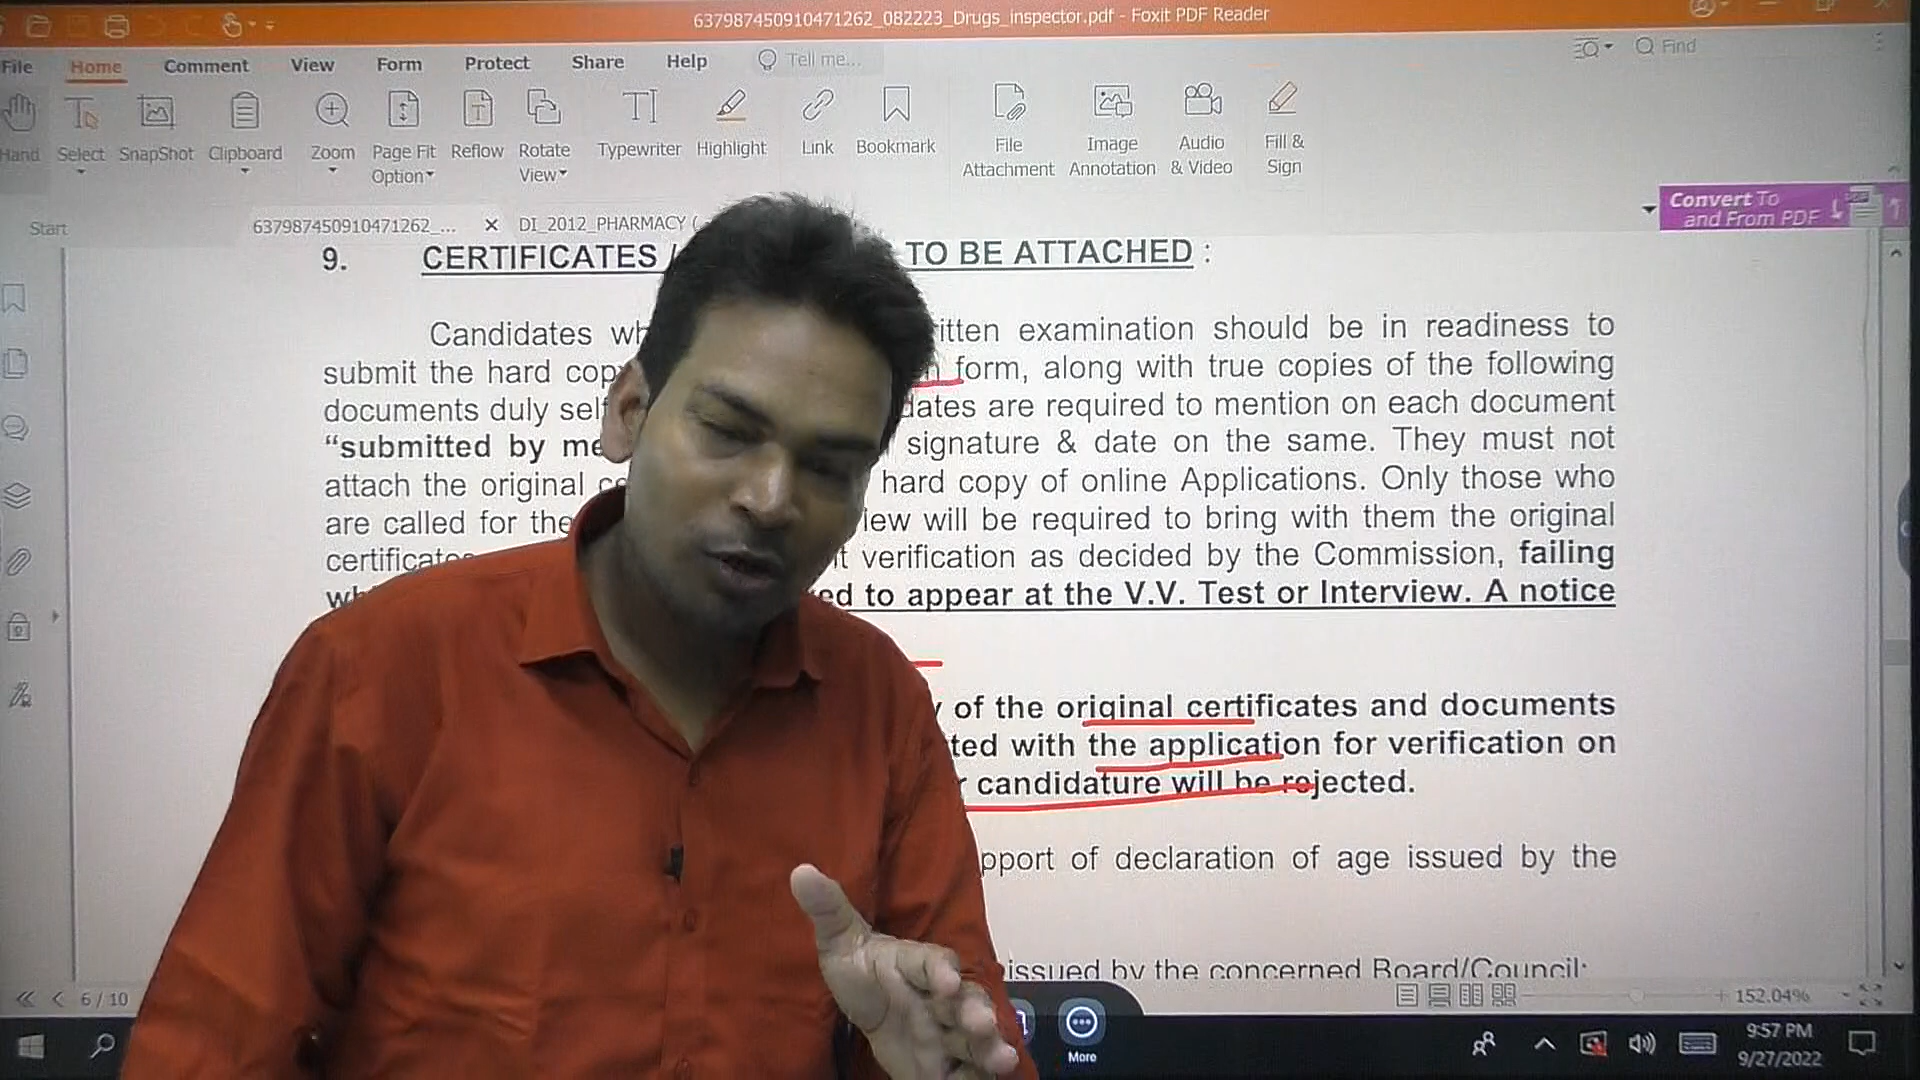 637987450910471262_082223_Drugs_inspector.pdf - Foxit PDF Reader
File Home Comment View Form Protect Share Help Tell me... Find
Hand Select SnapShot Clipboard Zoom Page Fit Option Reflow Rotate View Typewriter Highlight Link Bookmark File Attachment Image Annotation Audio & Video Fill & Sign
Convert To
and From PDF
Start 637987450910471262_... DI_2012_PHARMACY (
9. CERTIFICATES / TO BE ATTACHED :
Candidates itten examination should be in readiness to
submit the hard form, along with true copies of the following
documents duly are required to mention on each document
“submitted by signature & date on the same. They must not
attach the original hard copy of online Applications. Only those who
are called for the will be required to bring with them the original
verification as decided by the Commission, failing
ed to appear at the V.V. Test or Interview. A notice
of the original certificates and documents
ted with the application for verification on
candidature will be rejected.
pport of declaration of age issued by the
issued by the concerned Board/Council:
6 / 10 152.04%
More
9:57 PM
9/27/2022